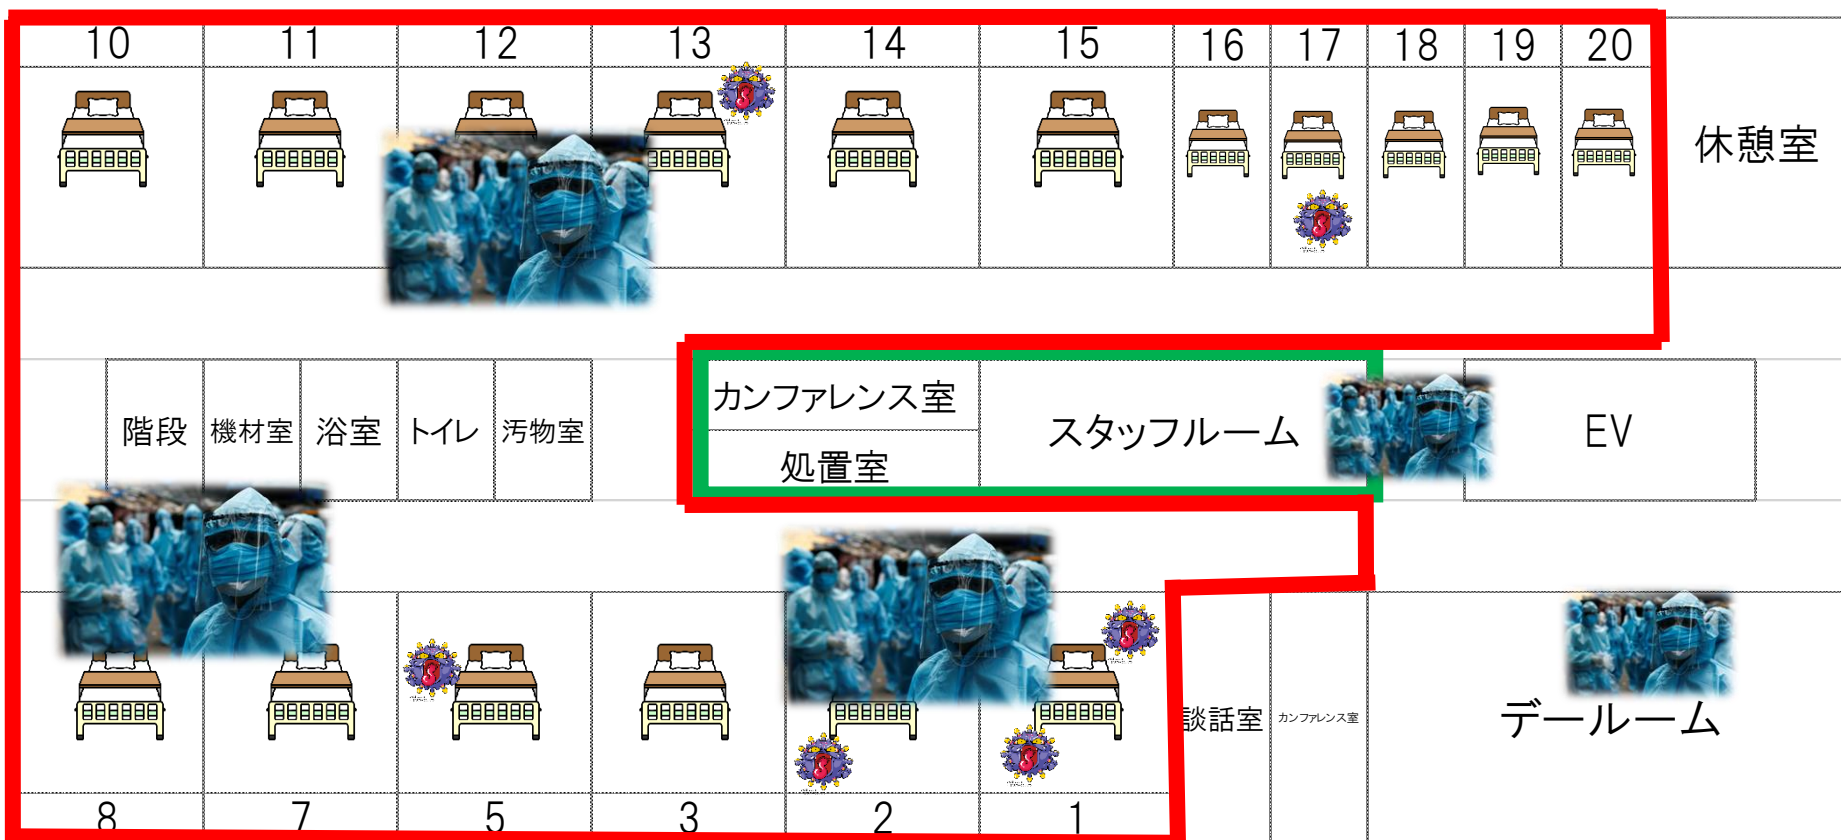 10 11 12 13 14 15 16 17 18 19 20
休憩室
カンファレンス室
階段 機材室 浴室 トイレ 汚物室
スタッフルーム
EV
処置室
談話室 カンファレンス室
デールーム
8 7 5 3 2 1